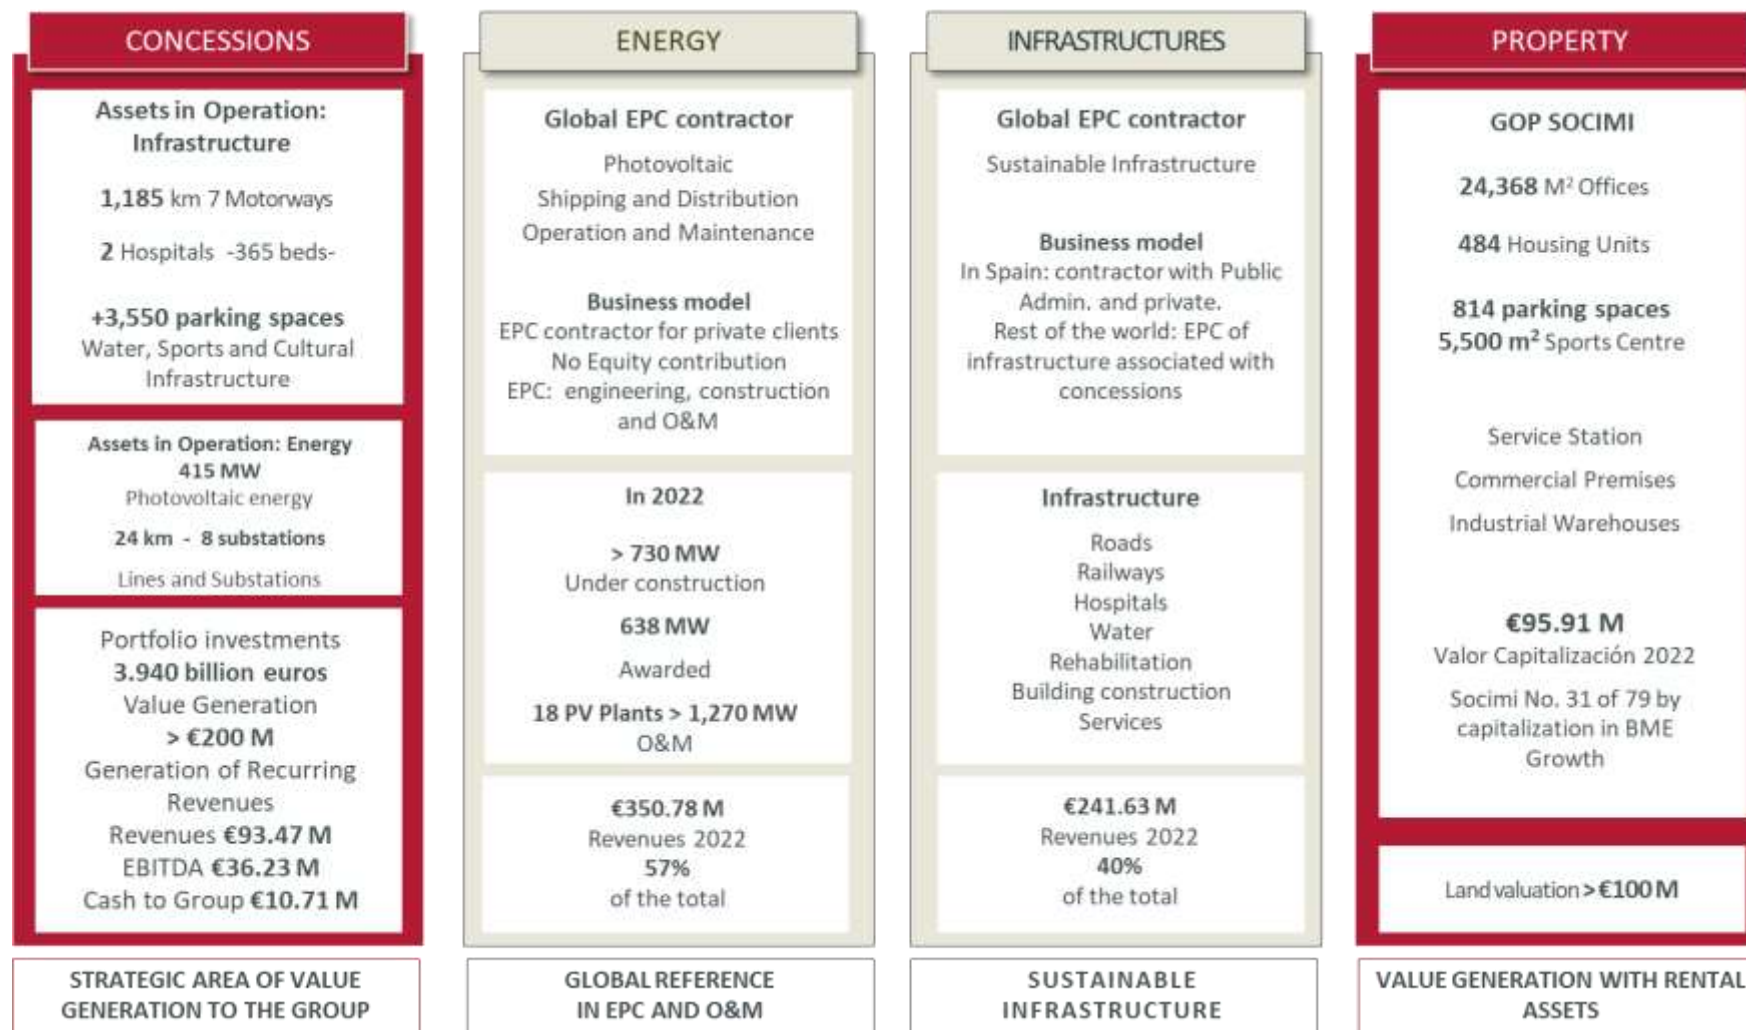 CONCESSIONS
Assets in Operation:
Infrastructure
1,185 km 7 Motorways
2 Hospitals -365 beds-
+3,550 parking spaces
Water, Sports and Cultural
Infrastructure
Assets in Operation: Energy
415 MW
Photovoltaic energy
24 km - 8 substations
Lines and Substations
Portfolio investments
3.940 billion euros
Value Generation
> €200 M
Generation of Recurring
Revenues
Revenues €93.47 M
EBITDA €36.23 M
Cash to Group €10.71 M
STRATEGIC AREA OF VALUE
GENERATION TO THE GROUP
ENERGY
Global EPC contractor
Photovoltaic
Shipping and Distribution
Operation and Maintenance
Business model
EPC contractor for private clients
No Equity contribution
EPC: engineering, construction
and O&M
In 2022
> 730 MW
Under construction
638 MW
Awarded
18 PV Plants > 1,270 MW
O&M
€350.78 M
Revenues 2022
57%
of the total
GLOBAL REFERENCE
IN EPC AND O&M
INFRASTRUCTURES
Global EPC contractor
Sustainable Infrastructure
Business model
In Spain: contractor with Public
Admin. and private.
Rest of the world: EPC of
infrastructure associated with
concessions
Infrastructure
Roads
Railways
Hospitals
Water
Rehabilitation
Building construction
Services
€241.63 M
Revenues 2022
40%
of the total
SUSTAINABLE
INFRASTRUCTURE
PROPERTY
GOP SOCIMI
24,368 M² Offices
484 Housing Units
814 parking spaces
5,500 m² Sports Centre
Service Station
Commercial Premises
Industrial Warehouses
€95.91 M
Valor Capitalización 2022
Socimi No. 31 of 79 by
capitalization in BME
Growth
Land valuation > €100 M
VALUE GENERATION WITH RENTAL
ASSETS